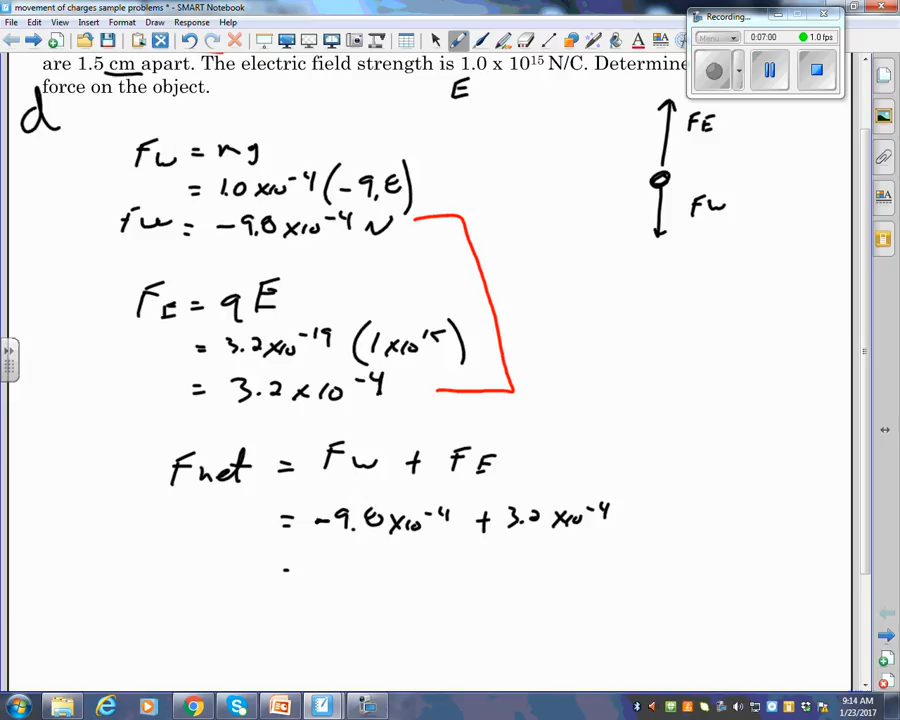 movement of charges sample problems * - SMART Notebook
File Edit View Insert Format Draw Response Help
Recording...
Menu 0:07:00 1.0 fps
are 1.5 cm apart. The electric field strength is 1.0 x 10¹⁵ N/C. Determine
force on the object.
E
d
FE
Fw
Fw = mg
= 1.0 x10⁻⁴ (-9.8)
Fw = -9.8 x10⁻⁴ N
FE = qE
= 3.2x10⁻¹⁹ (1x10¹⁵)
= 3.2 x 10⁻⁴
Fnet = Fw + FE
= -9.8x10⁻⁴ + 3.2 x10⁻⁴
=
9:14 AM
1/23/2017